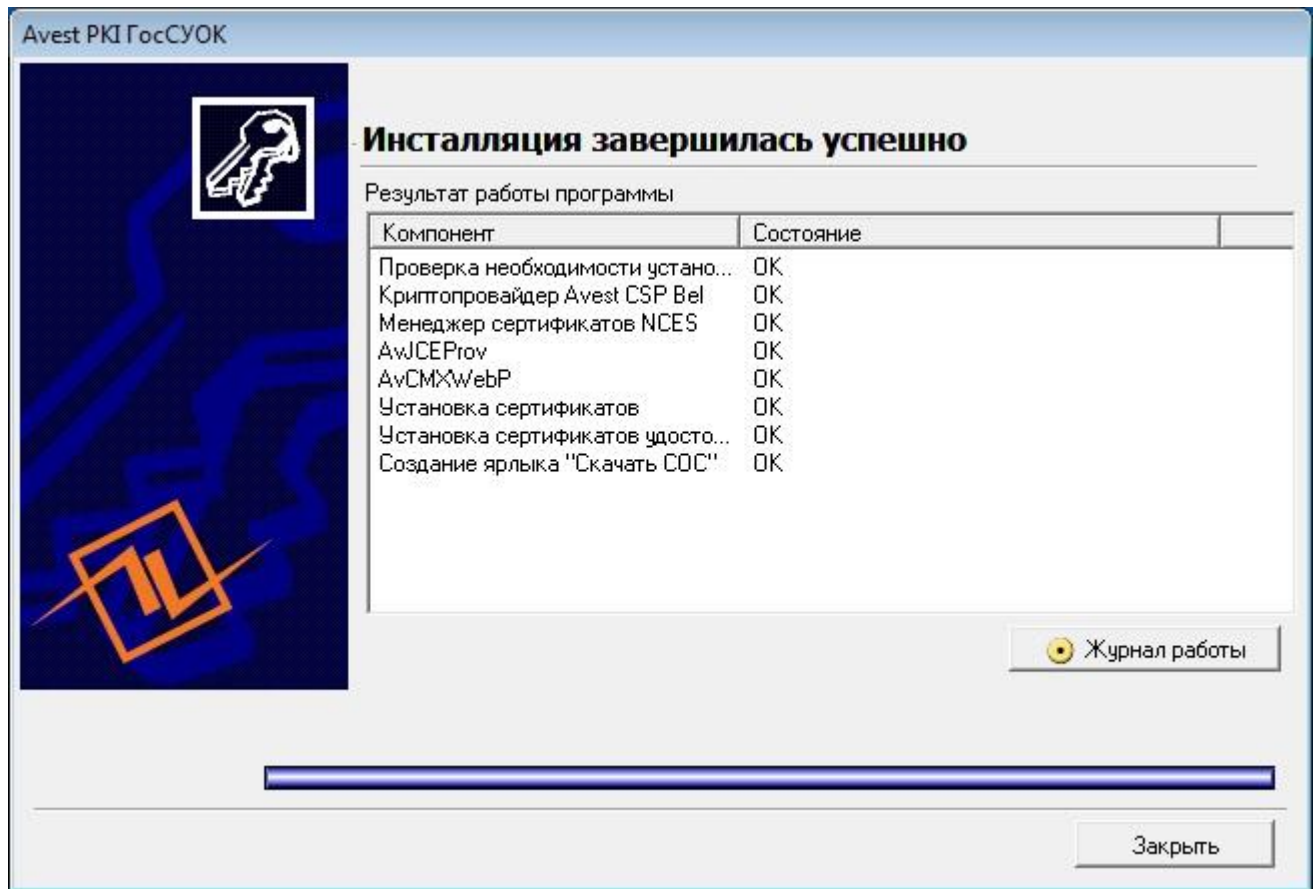 Avest PKI ГосСУОК
Инсталляция завершилась успешно
Результат работы программы
Компонент Состояние
Проверка необходимости устано... OK
Криптопровайдер Avest CSP Bel OK
Менеджер сертификатов NCES OK
AvJCEProv OK
AvCMXWebP OK
Установка сертификатов OK
Установка сертификатов удосто... OK
Создание ярлыка "Скачать СОС" OK
Журнал работы
Закрыть